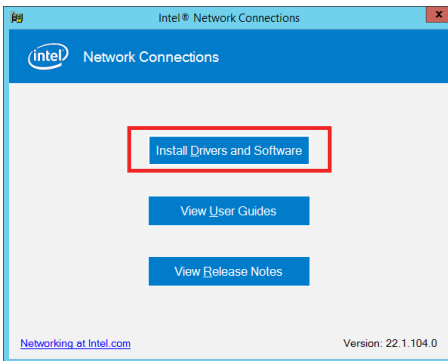 Intel® Network Connections
x
intel Network Connections
Install Drivers and Software
View User Guides
View Release Notes
Networking at Intel.com Version: 22.1.104.0